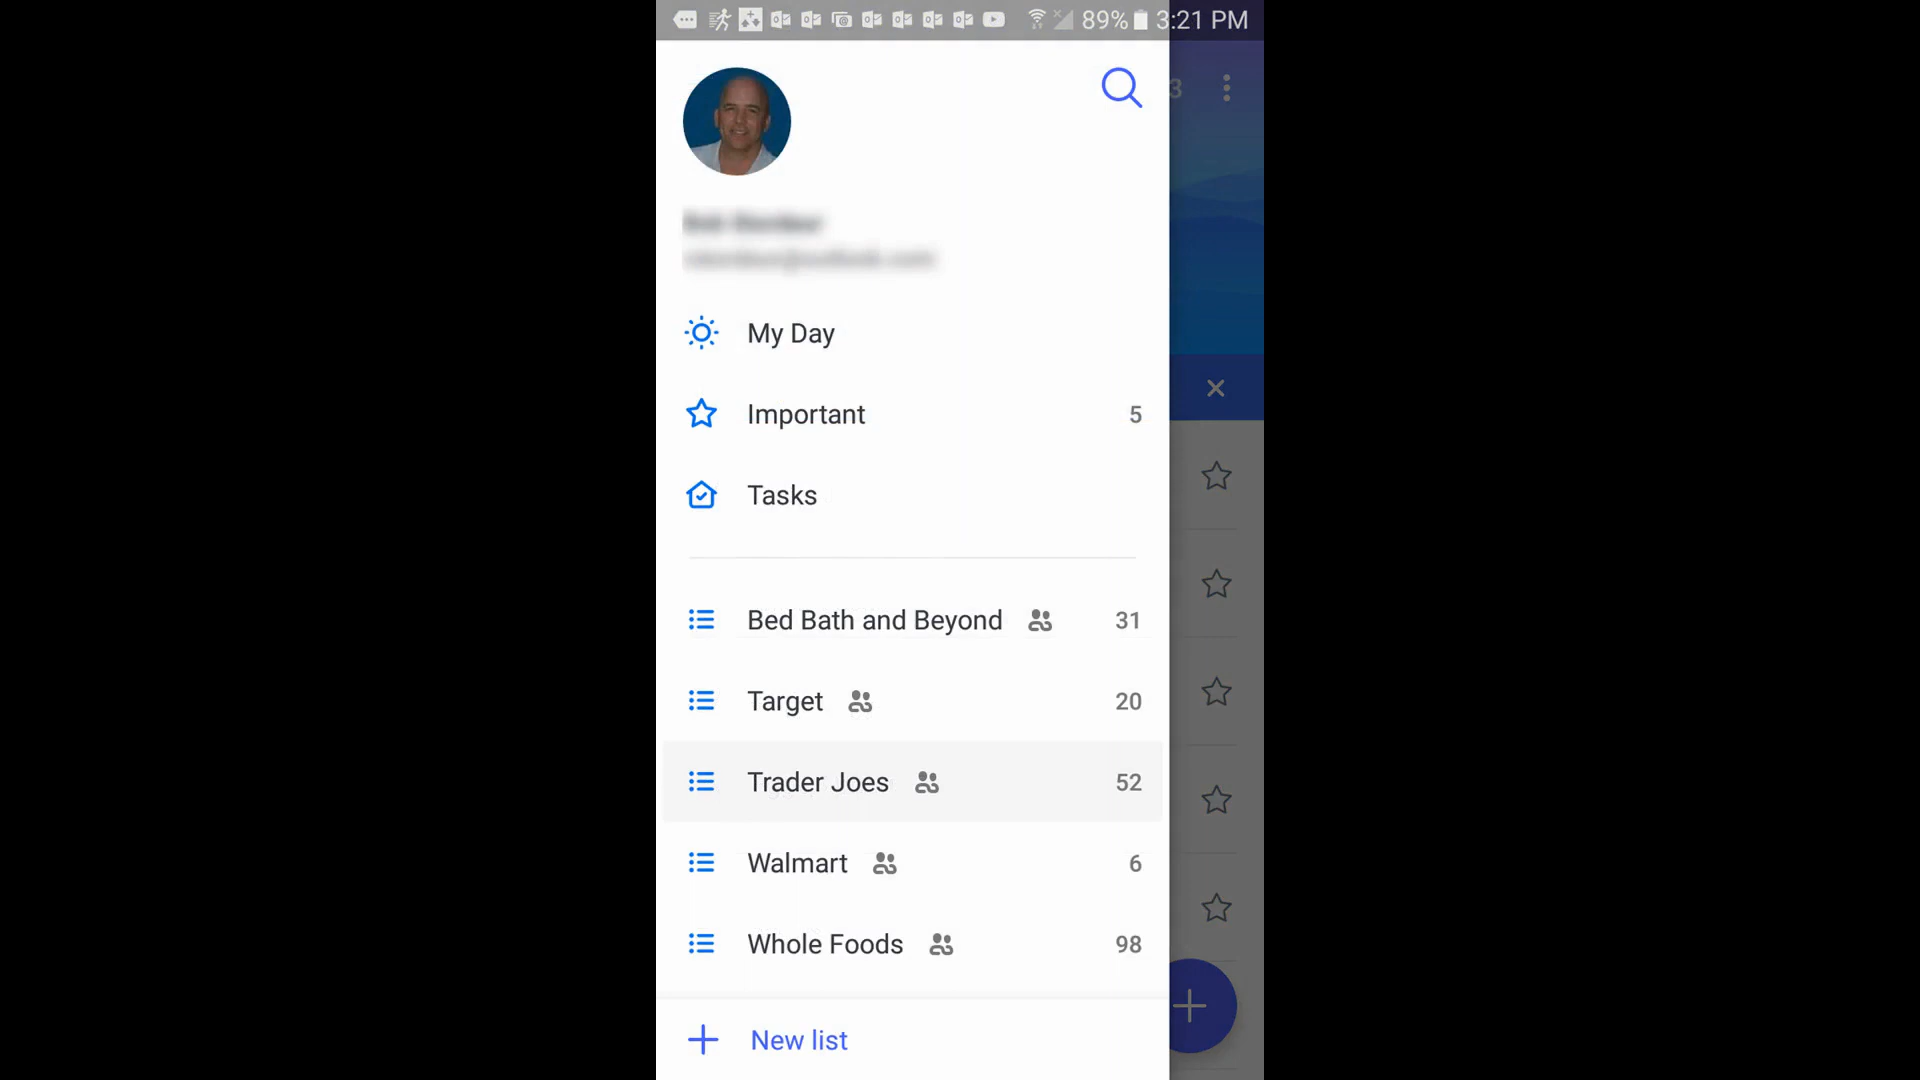 89% 3:21 PM
3
My Day
Important 5
Tasks
Bed Bath and Beyond 31
Target 20
Trader Joes 52
Walmart 6
Whole Foods 98
New list